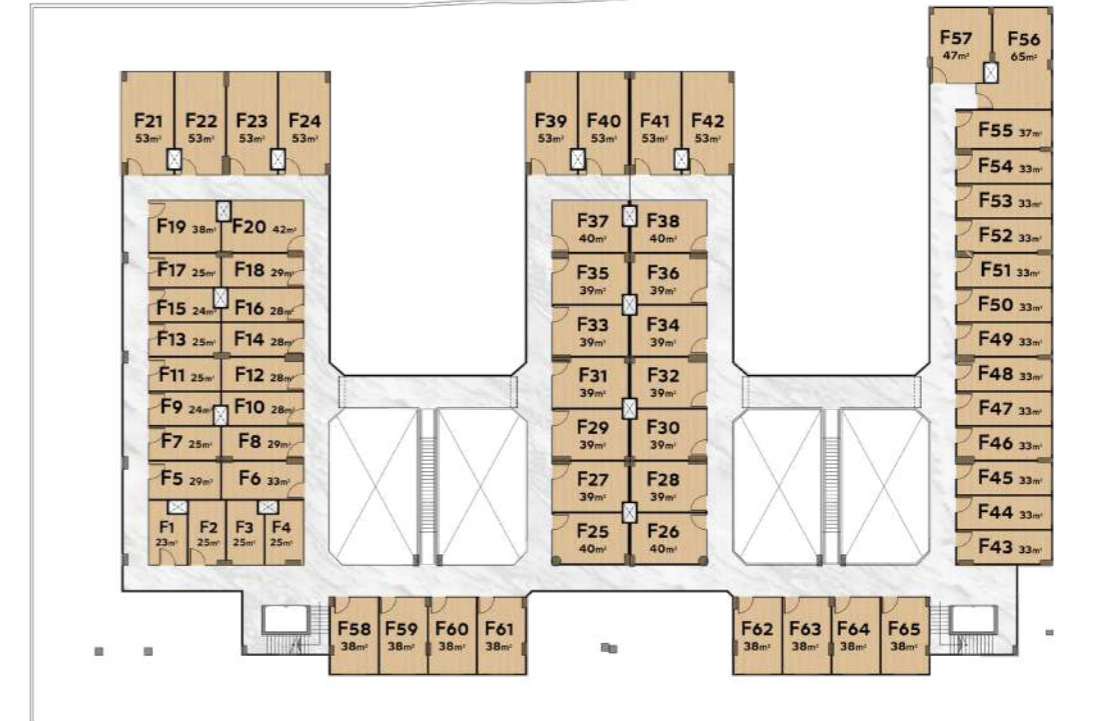 F57
47m²
F56
65m²
F21
53m²
F22
53m²
F23
53m²
F24
53m²
F39
53m²
F40
53m²
F41
53m²
F42
53m²
F55 37m²
F54 33m²
F53 33m²
F52 33m²
F51 33m²
F50 33m²
F49 33m²
F48 33m²
F47 33m²
F46 33m²
F45 33m²
F44 33m²
F43 33m²
F19 38m² F20 42m²
F17 25m² F18 29m²
F15 24m² F16 28m²
F13 25m² F14 28m²
F11 25m² F12 28m²
F9 24m² F10 28m²
F7 25m² F8 29m²
F5 29m² F6 33m²
F1
23m²
F2
25m²
F3
25m²
F4
25m²
F37
40m²
F38
40m²
F35
39m²
F36
39m²
F33
39m²
F34
39m²
F31
39m²
F32
39m²
F29
39m²
F30
39m²
F27
39m²
F28
39m²
F25
40m²
F26
40m²
F58
38m²
F59
38m²
F60
38m²
F61
38m²
F62
38m²
F63
38m²
F64
38m²
F65
38m²